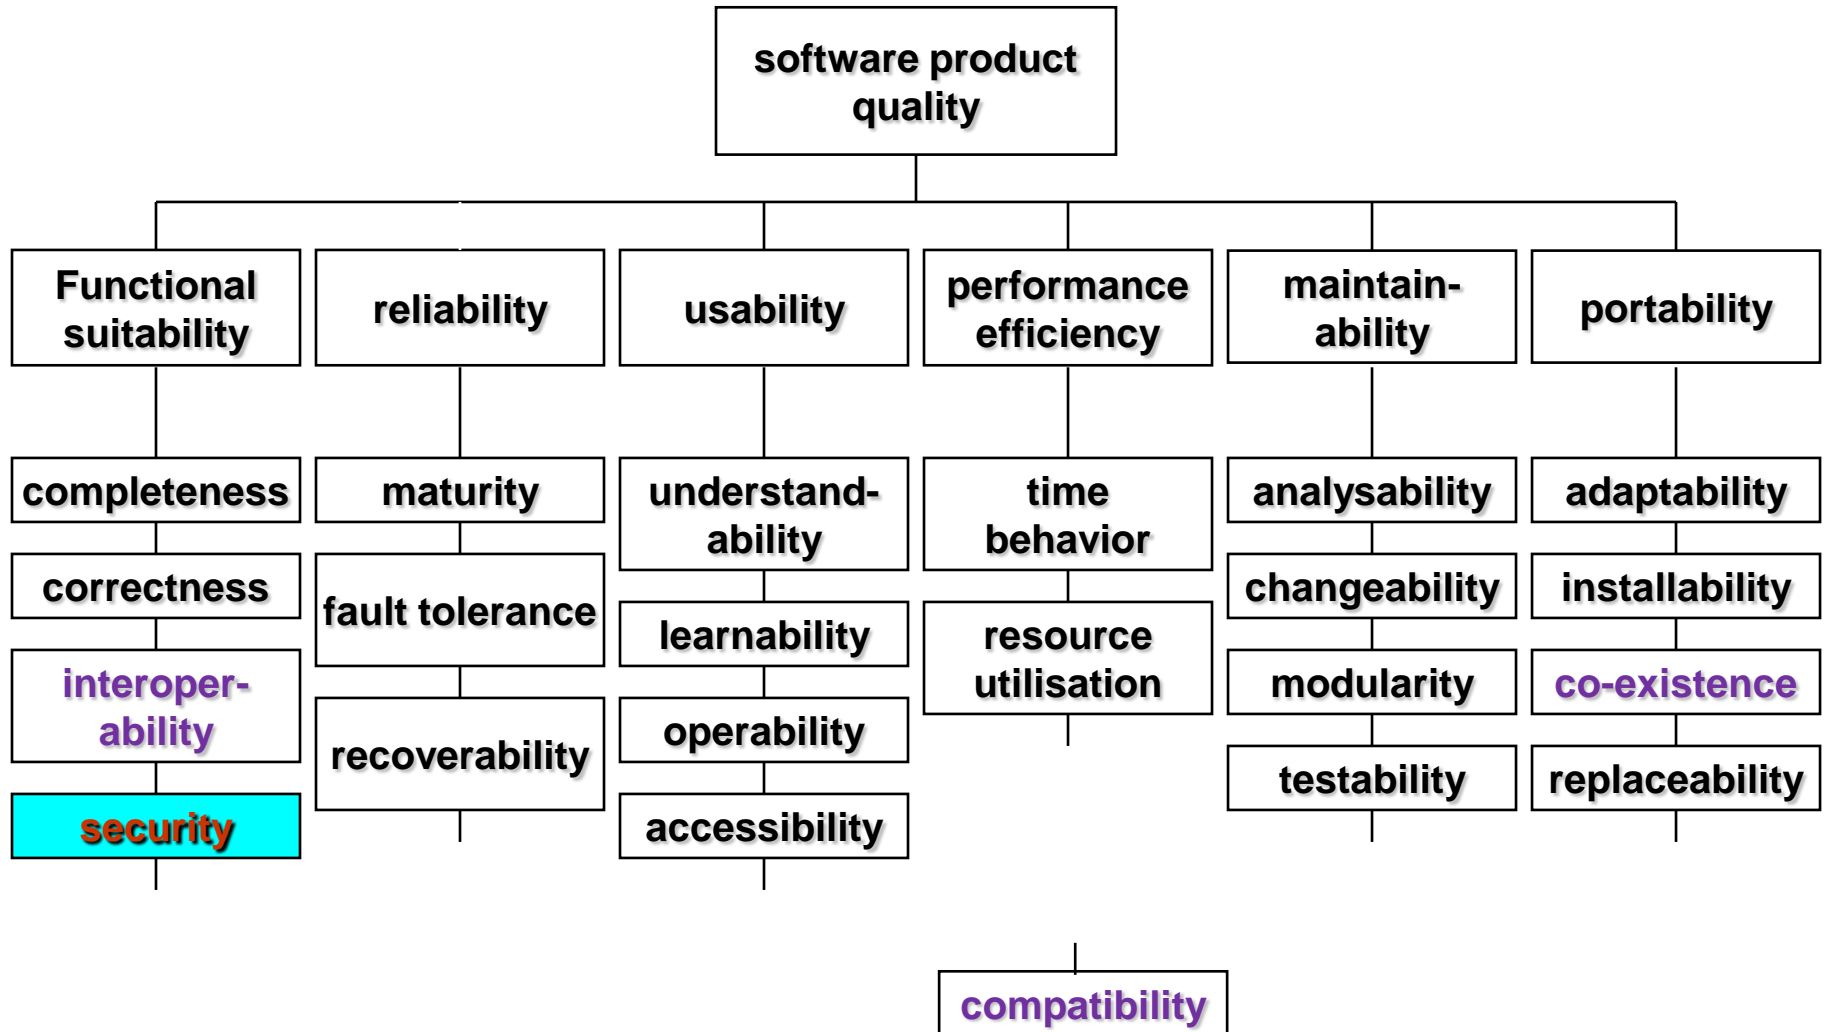 software product
quality
Functional
suitability
reliability
usability
performance
efficiency
maintain-
ability
portability
completeness
correctness
interoper-
ability
security
maturity
fault tolerance
recoverability
understand-
ability
learnability
operability
accessibility
time
behavior
resource
utilisation
analysability
changeability
modularity
testability
adaptability
installability
co-existence
replaceability
compatibility